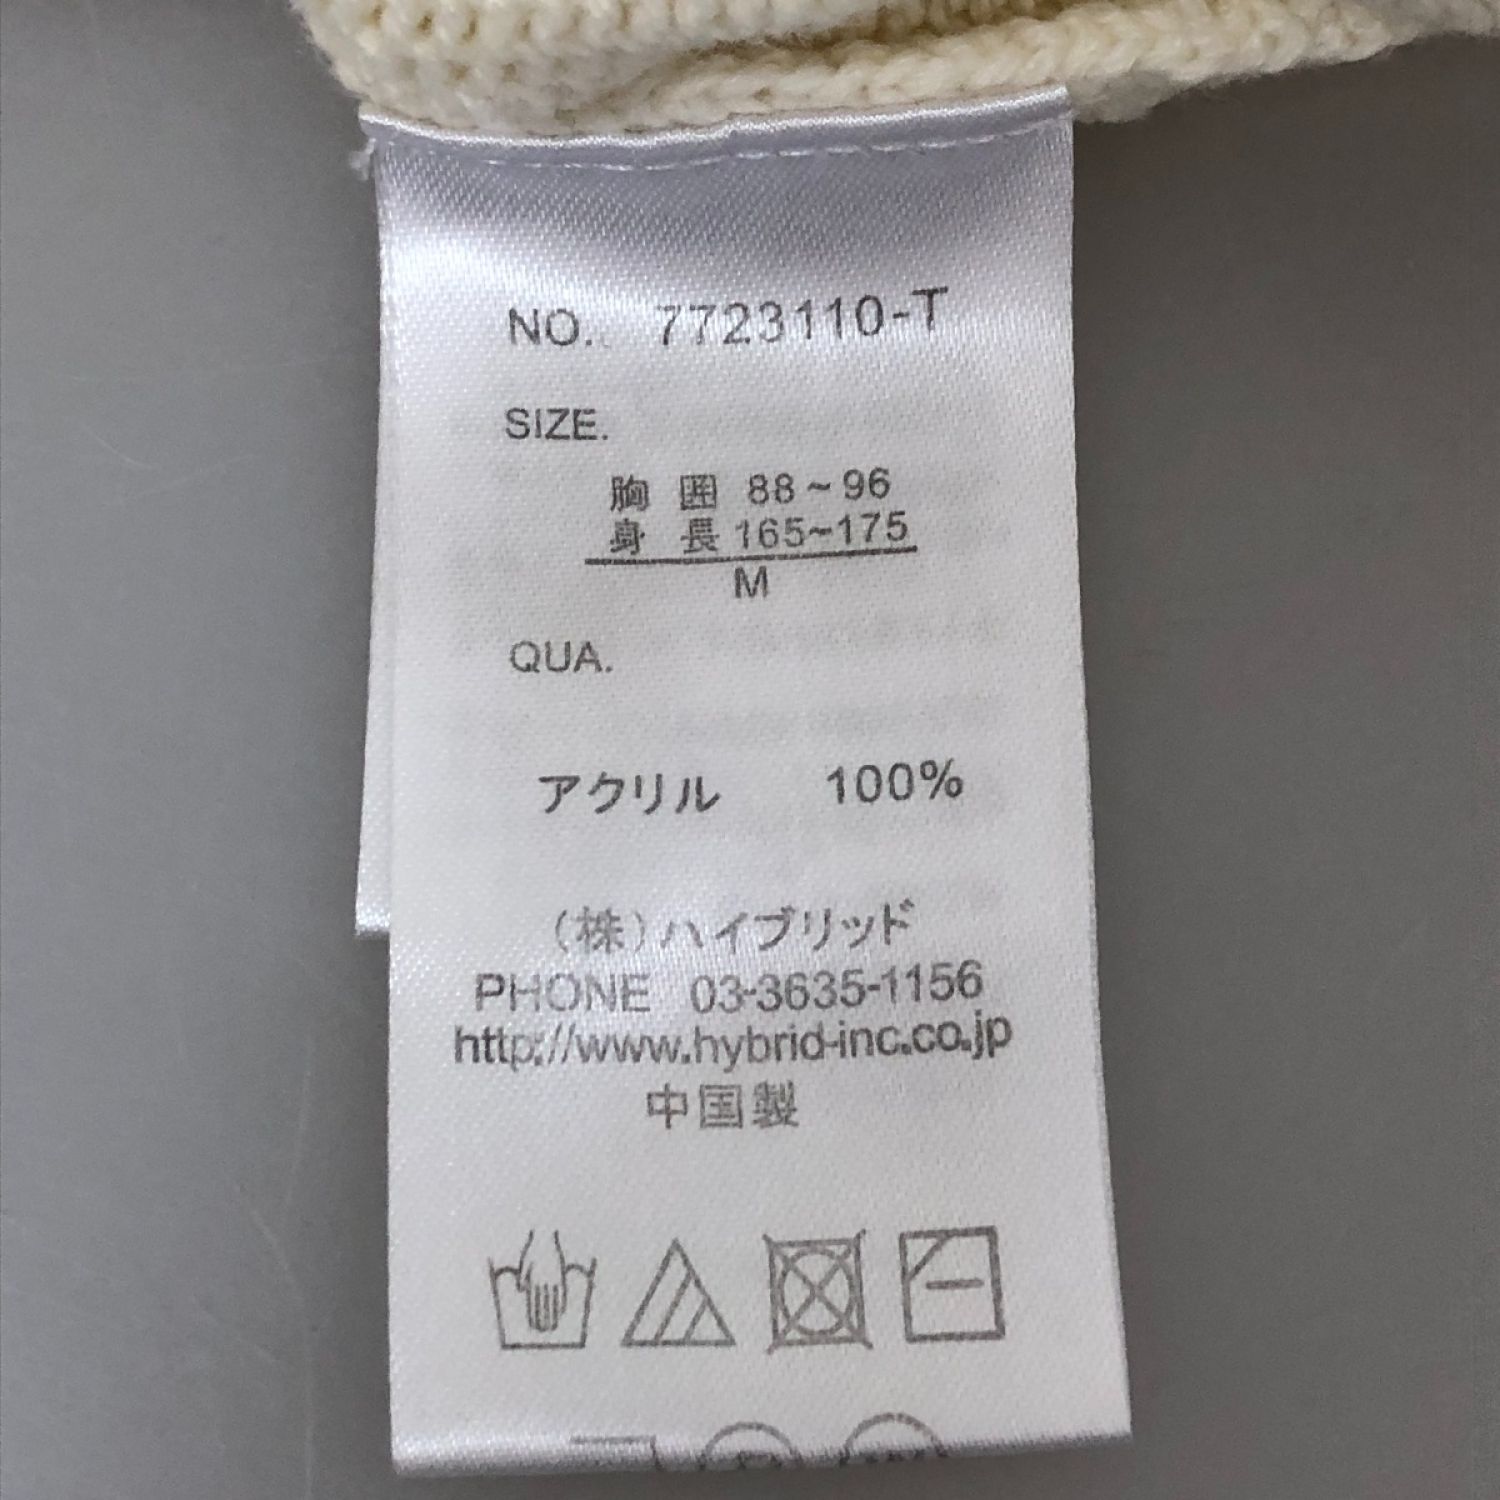 NO. 7723110-T
SIZE.
胸 囲 88~96
身 長 165~175
M
QUA.
アクリル 100%
(株)ハイブリッド
PHONE 03-3635-1156
http://www.hybrid-inc.co.jp
中国製